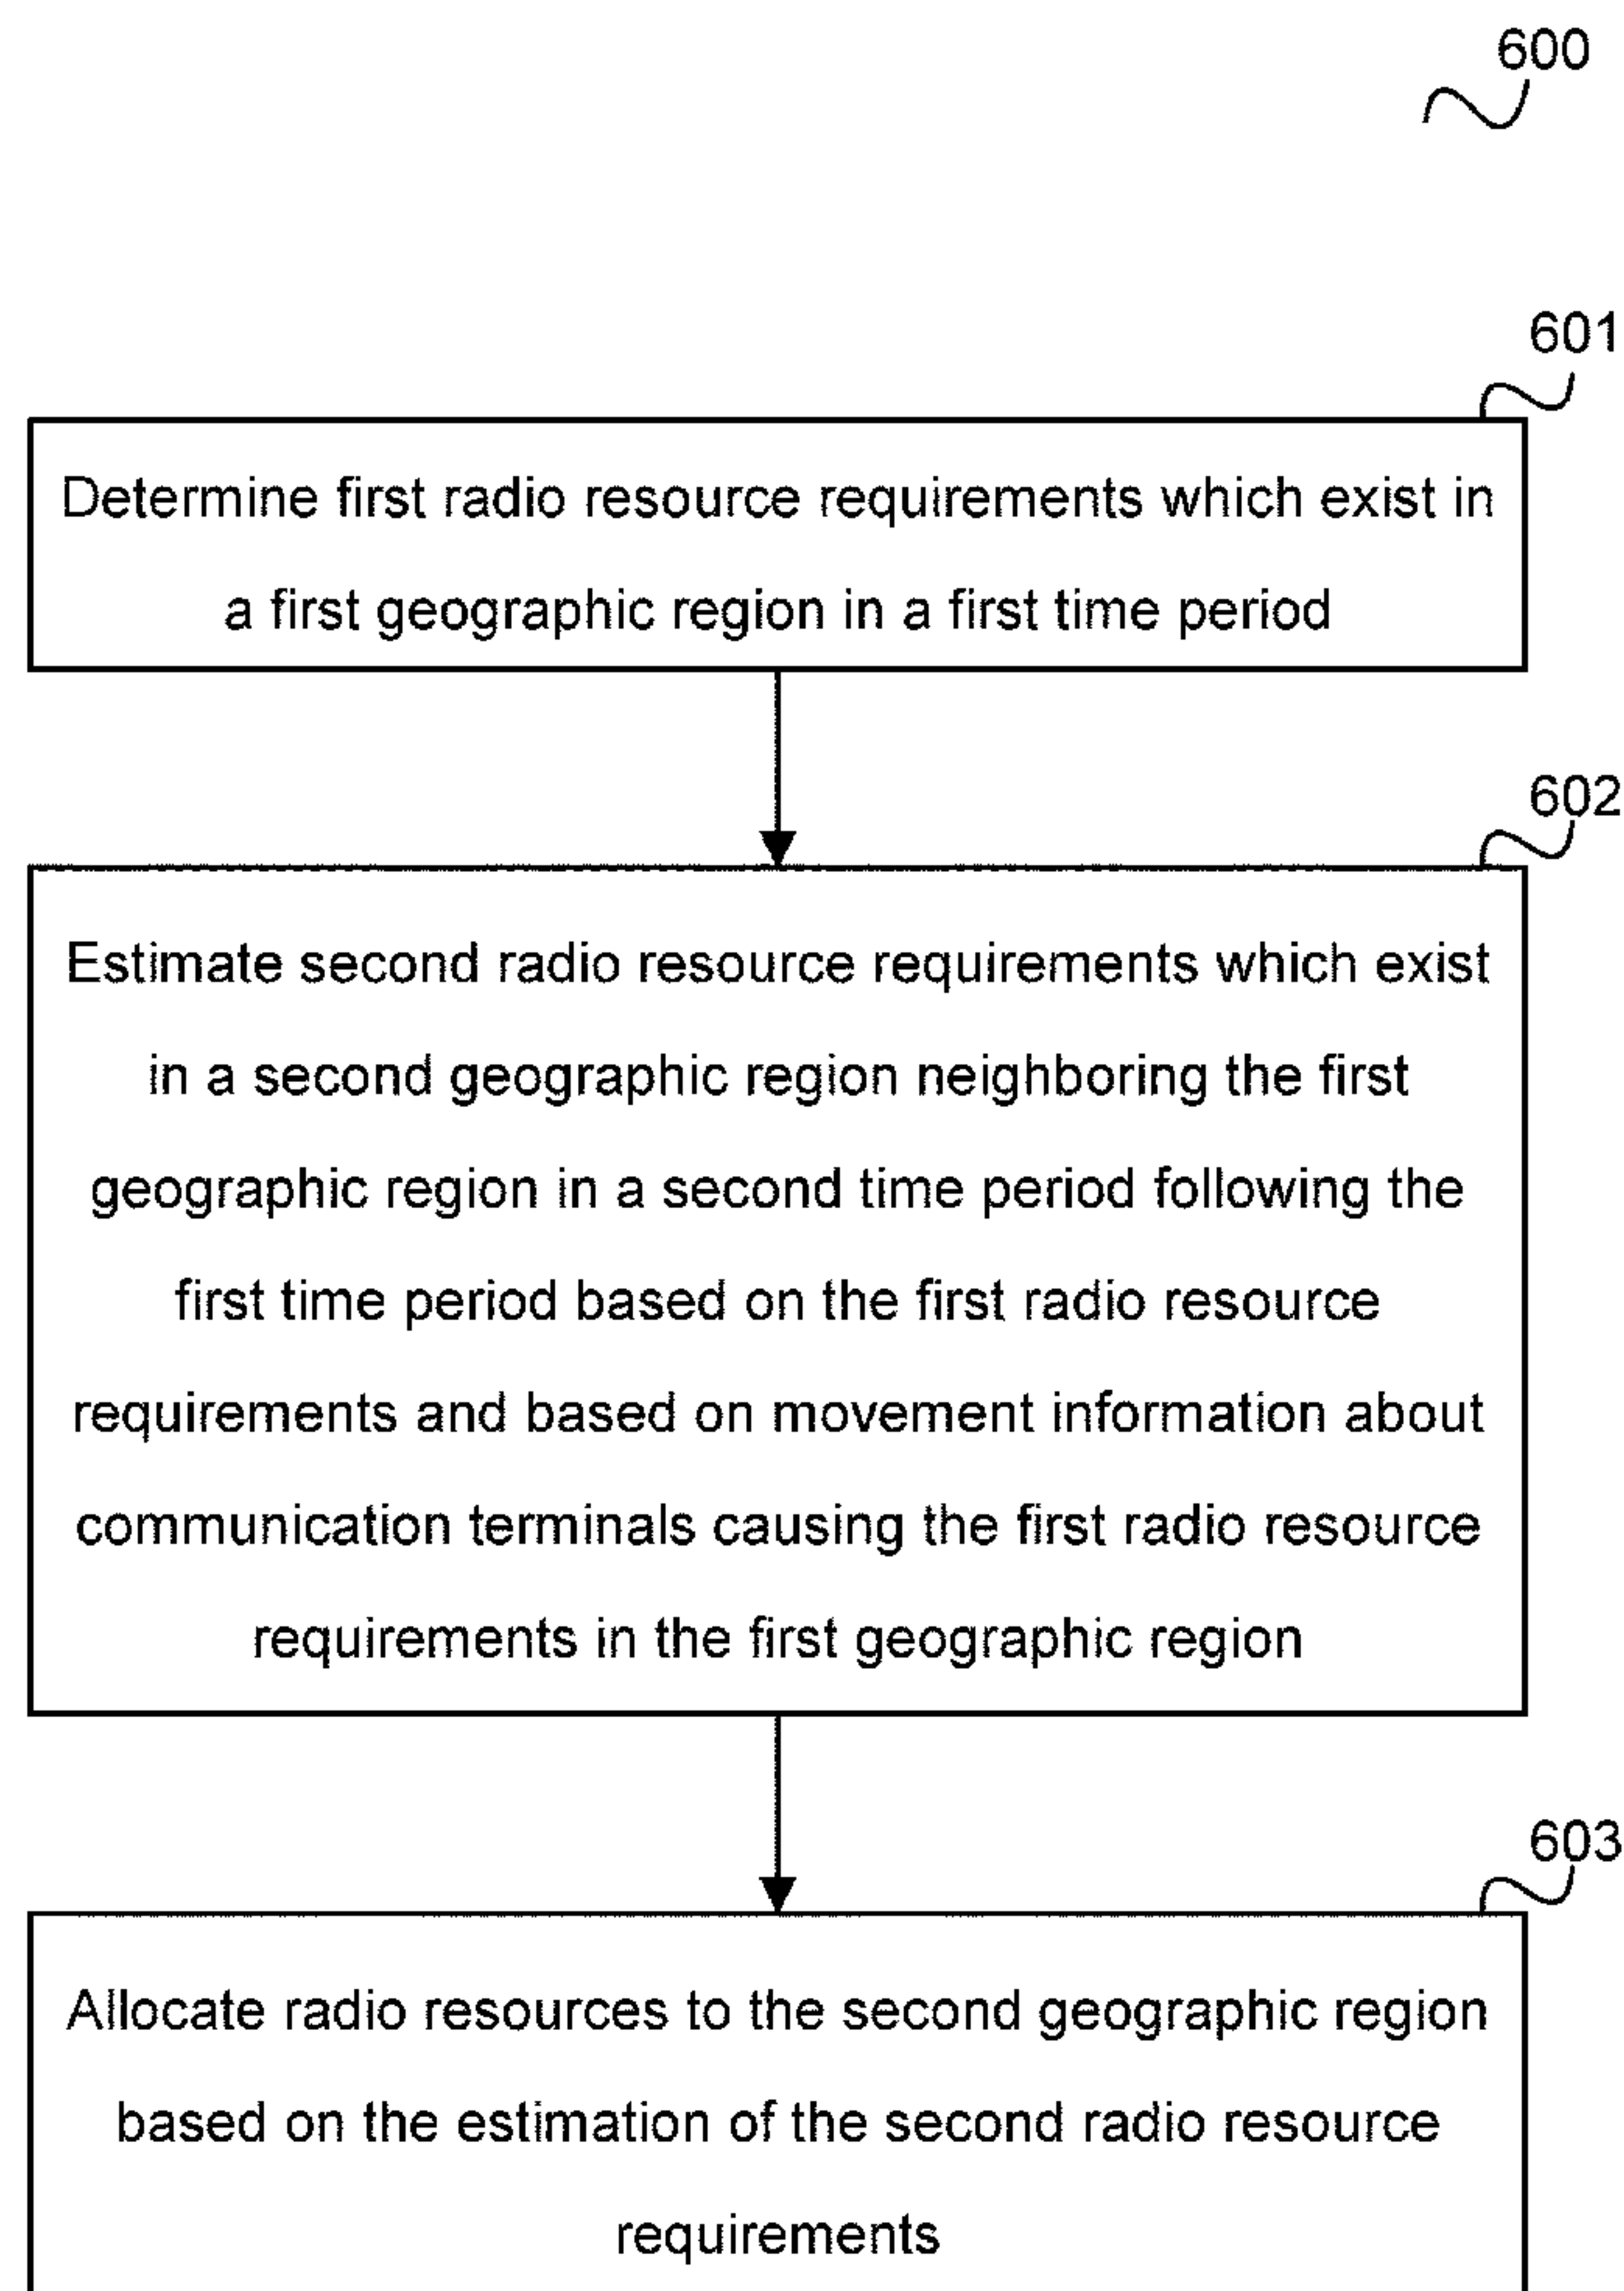 600
601
Determine first radio resource requirements which exist in
a first geographic region in a first time period
602
Estimate second radio resource requirements which exist
in a second geographic region neighboring the first
geographic region in a second time period following the
first time period based on the first radio resource
requirements and based on movement information about
communication terminals causing the first radio resource
requirements in the first geographic region
603
Allocate radio resources to the second geographic region
based on the estimation of the second radio resource
requirements